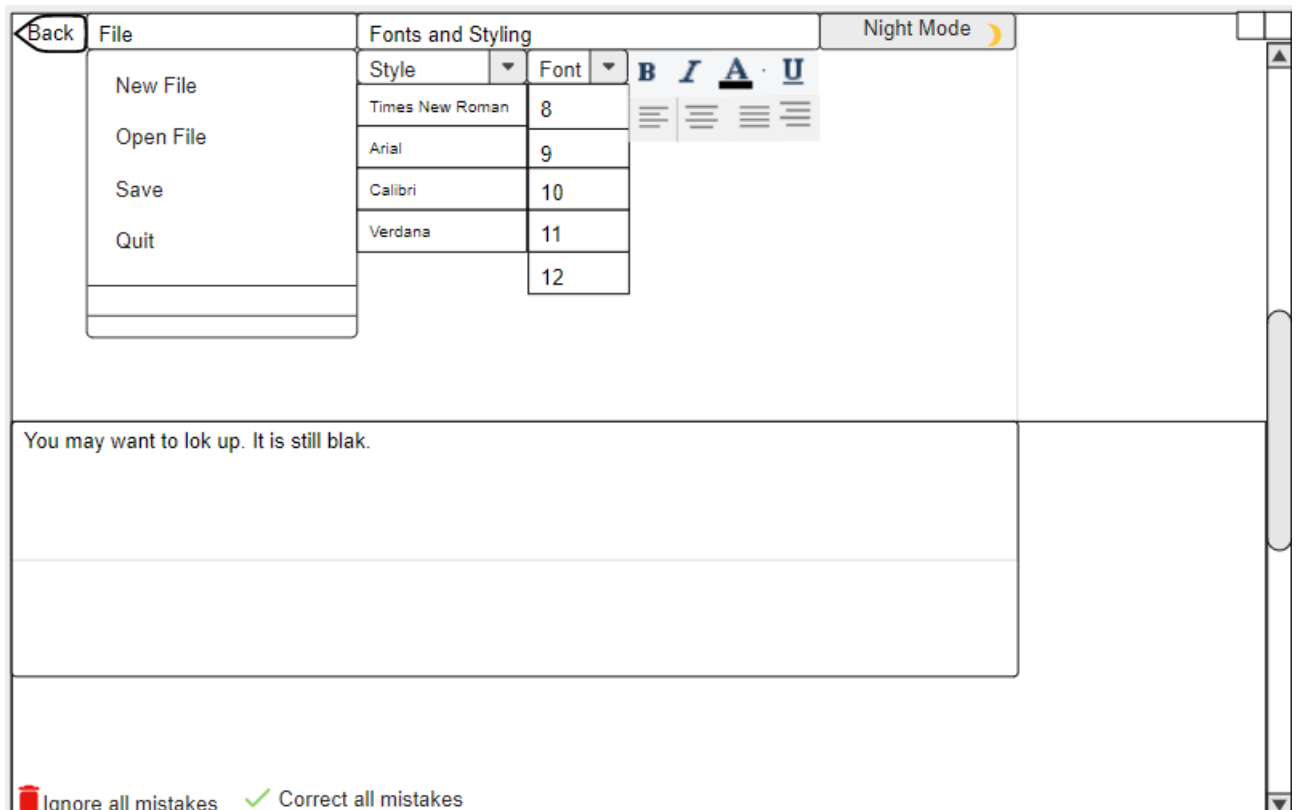 Back File Fonts and Styling Night Mode
Style Font B I A U
New File
Open File
Save
Quit
Times New Roman 8
Arial 9
Calibri 10
Verdana 11
12
You may want to lok up. It is still blak.
Ignore all mistakes Correct all mistakes